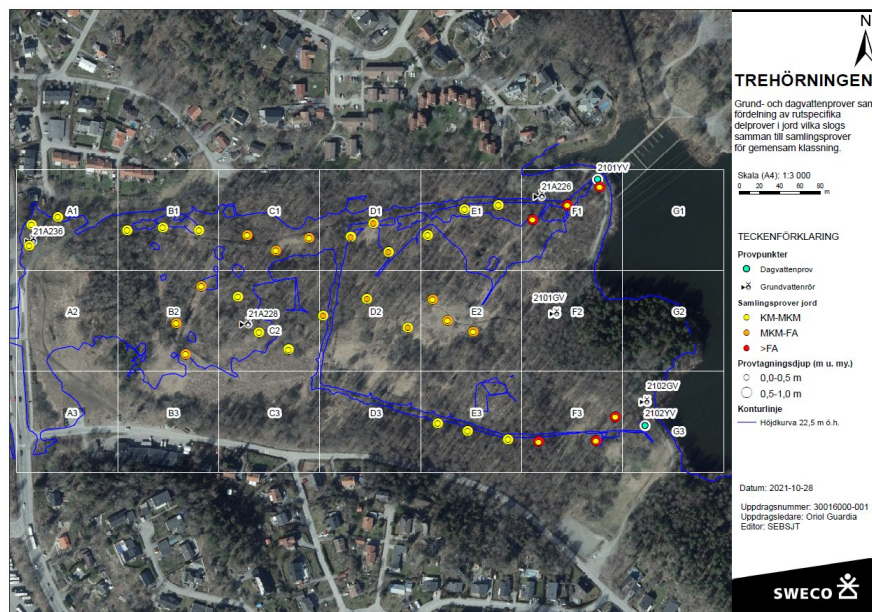 N
TREHÖRNINGEN
Grund- och dagvattenprover sam
fördelning av rutspecifika
delprover i jord vilka slogs
samman till samlingsprover
för gemensam klassning.
Skala (A4): 1:3 000
0 20 40 60 80
m
TECKENFÖRKLARING
Provpunkter
Dagvattenprov
Grundvattenrör
Samlingsprover jord
KM-MKM
MKM-FA
>FA
Provtagningsdjup (m u. my.)
0,0-0,5 m
0,5-1,0 m
Konturlinje
Höjdkurva 22,5 m ö.h.
Datum: 2021-10-28
Uppdragsnummer: 30016000-001
Uppdragsledare: Oriol Guardia
Editor: SEBSJT
SWECO
2101YV
21A226
A1 B1 C1 D1 E1 F1 G1
21A236
A2 B2 C2 D2 E2 F2 G2
21A228
2101GV
2102GV
2102YV
A3 B3 C3 D3 E3 F3 G3